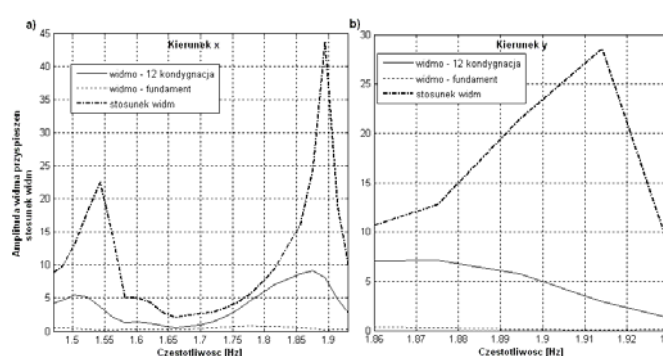 a)
Kierunek x
widmo - 12 kondygnacja
widmo - fundament
stosunek widm
Amplituda widma przyspieszen
stosunek widm
45
40
35
30
25
20
15
10
5
0
1.5
1.55
1.6
1.65
1.7
1.75
1.8
1.85
1.9
Czestotliwosc [Hz]
b)
Kierunek y
widmo - 12 kondygnacja
widmo - fundament
stosunek widm
30
25
20
15
10
5
0
1.86
1.87
1.88
1.89
1.9
1.91
1.92
Czestotliwosc [Hz]